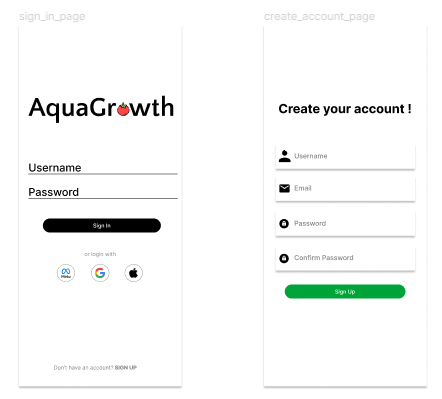 sign_in_page
AquaGrowth
Username
Password
Sign In
or login with
Meta
G
Don't have an account? SIGN UP
create_account_page
Create your account !
Username
Email
Password
Confirm Password
Sign Up